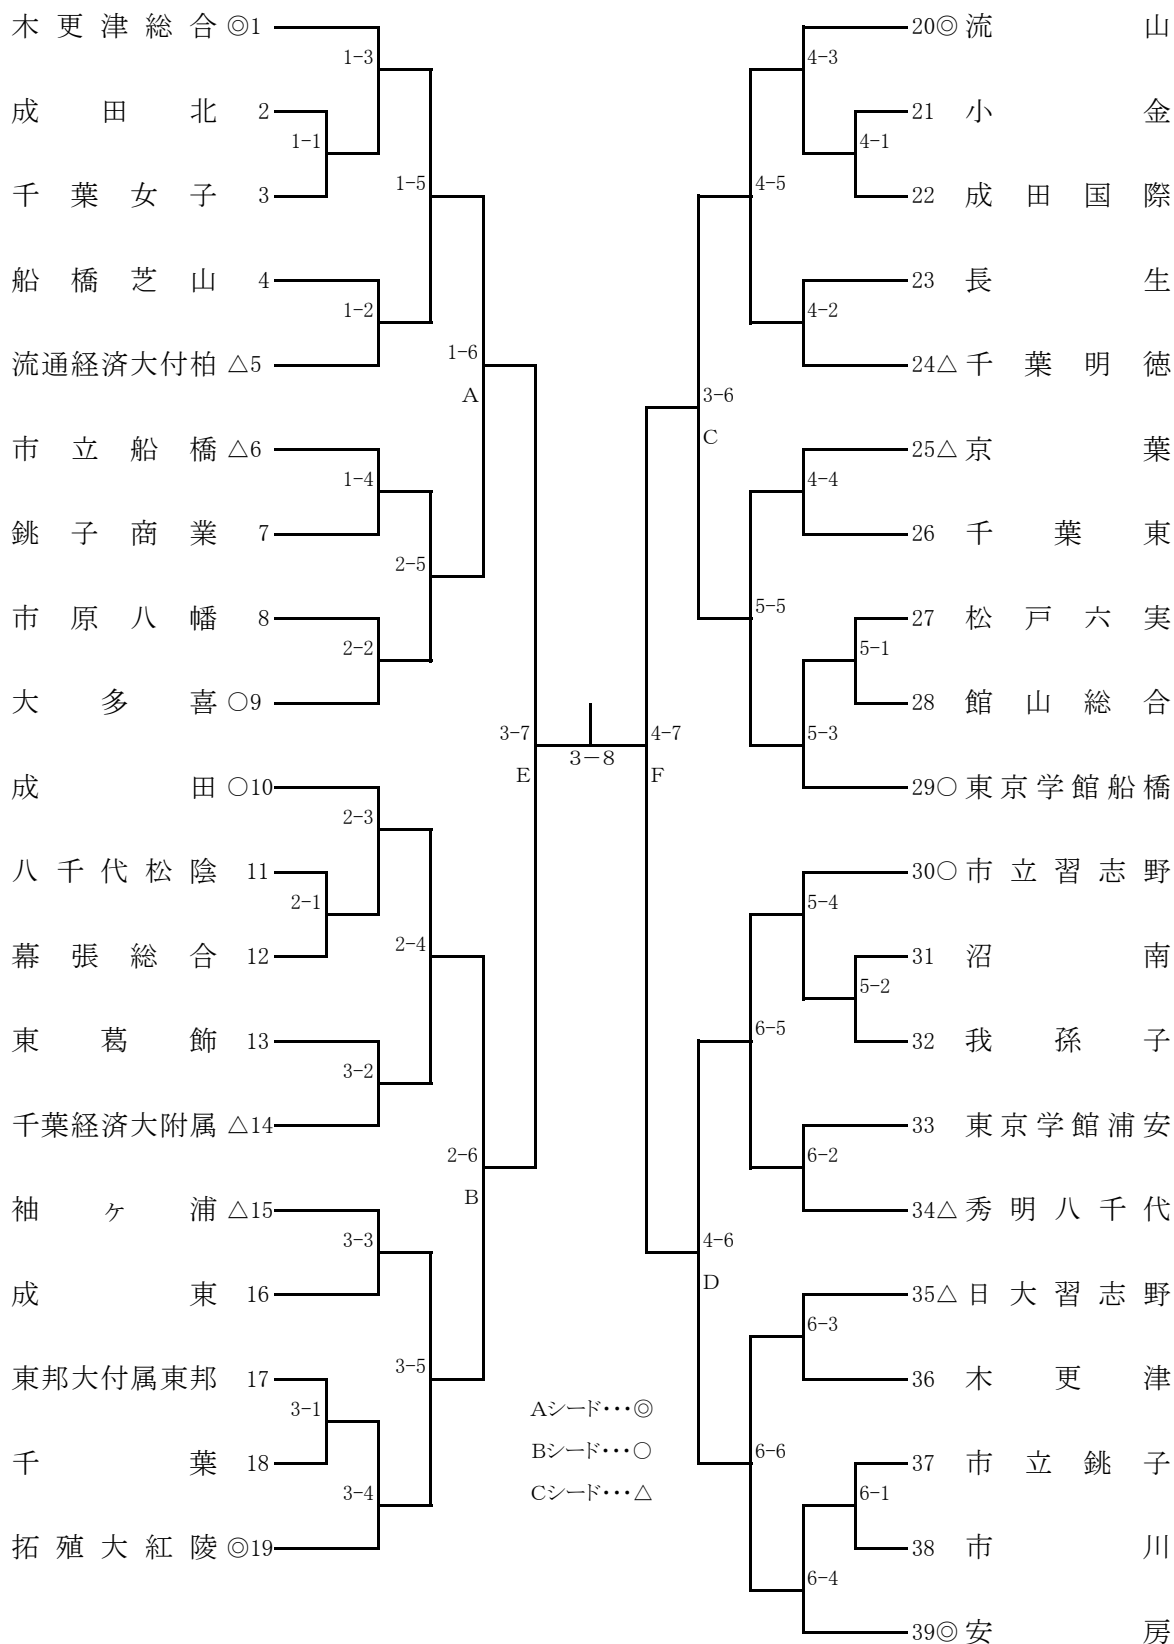 木更津総合 ◎1
1-3
成田北 2
1-1
千葉女子 3
1-5
船橋芝山 4
1-2
流通経済大付柏 △5
1-6
A
市立船橋 △6
1-4
銚子商業 7
2-5
市原八幡 8
2-2
大多喜 ○9
3-7
E
成田 ○10
2-3
八千代松陰 11
2-1
幕張総合 12
2-4
東葛飾 13
3-2
千葉経済大附属 △14
2-6
B
袖ヶ浦 △15
3-3
成東 16
3-5
東邦大付属東邦 17
3-1
千葉 18
3-4
拓殖大紅陵 ◎19
3-8
20◎ 流山
4-3
21 小金
4-1
22 成田国際
4-5
23 長生
4-2
24△ 千葉明徳
3-6
C
25△ 京葉
4-4
26 千葉東
5-5
27 松戸六実
5-1
28 館山総合
5-3
4-7
F
29○ 東京学館船橋
30○ 市立習志野
5-4
31 沼南
5-2
32 我孫子
6-5
33 東京学館浦安
6-2
34△ 秀明八千代
4-6
D
35△ 日大習志野
6-3
36 木更津
6-6
37 市立銚子
6-1
38 市川
6-4
39◎ 安房
Aシード・・・◎
Bシード・・・○
Cシード・・・△